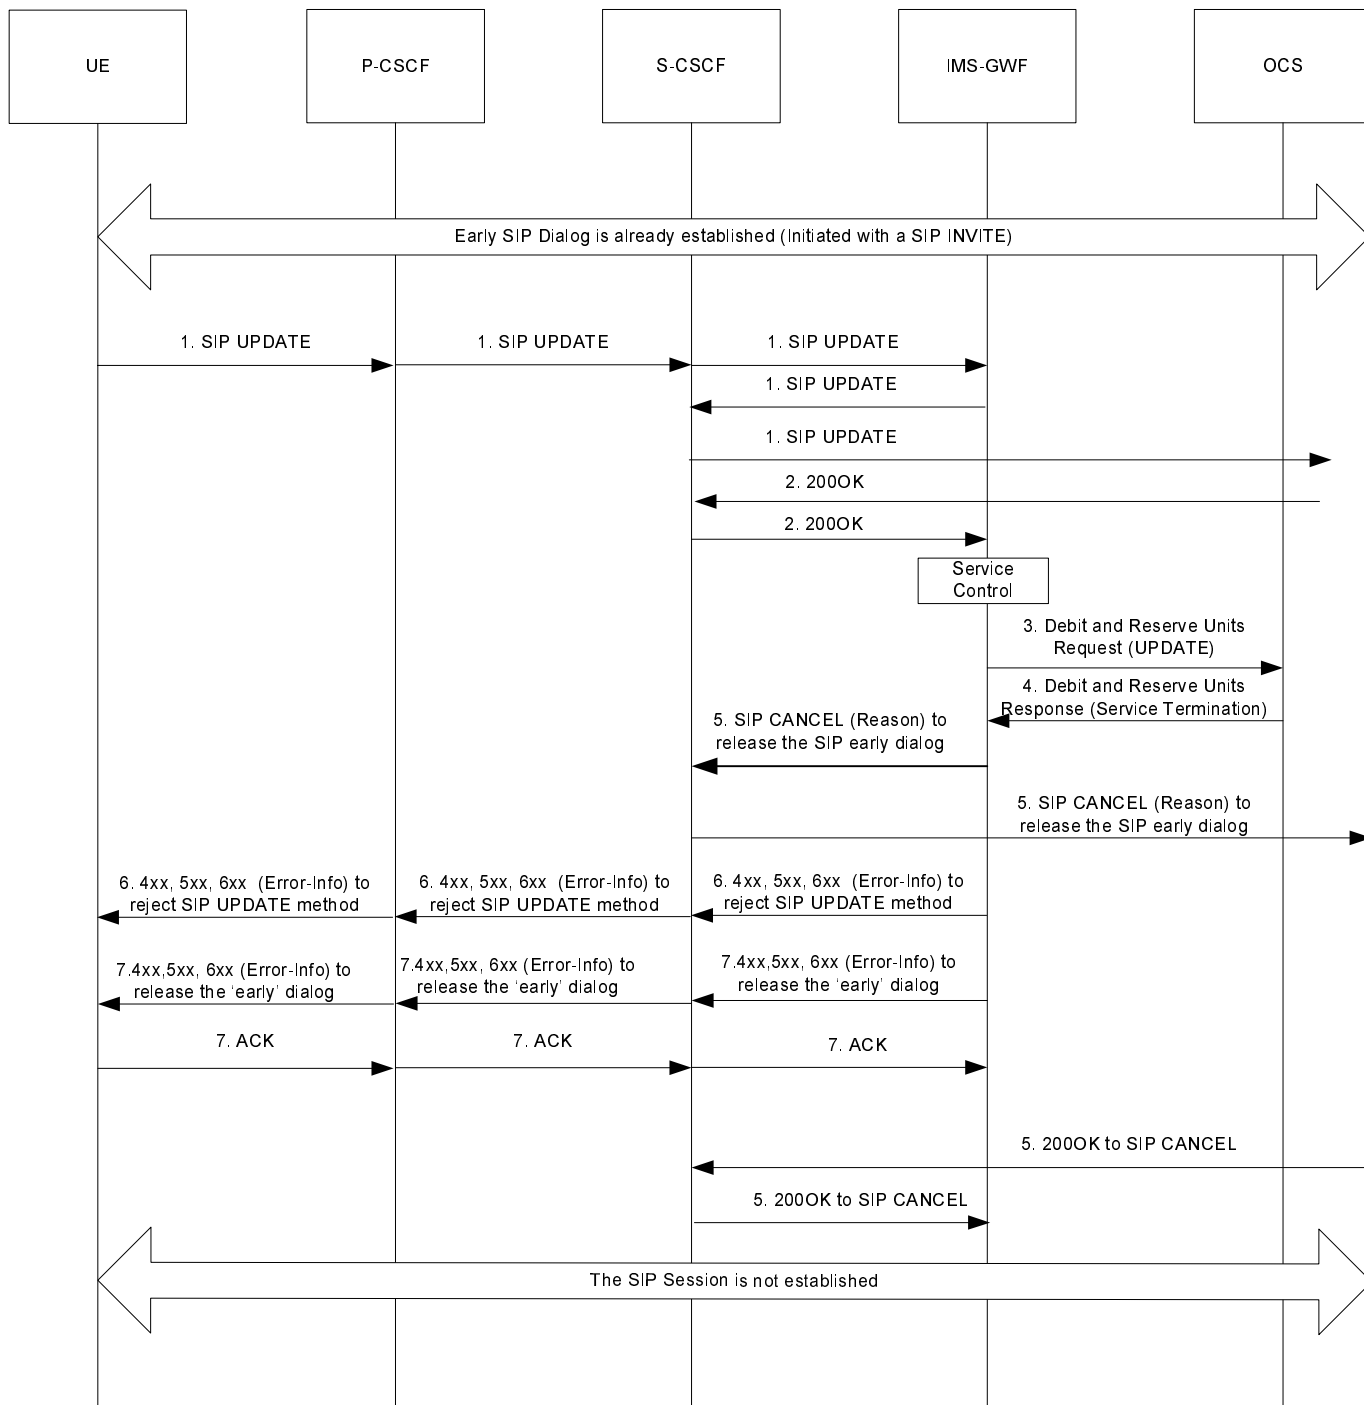 UE
P-CSCF
S-CSCF
IMS-GWF
OCS
Early SIP Dialog is already established (Initiated with a SIP INVITE)
1. SIP UPDATE
1. SIP UPDATE
1. SIP UPDATE
1. SIP UPDATE
1. SIP UPDATE
2. 200OK
2. 200OK
Service
Control
3. Debit and Reserve Units
Request (UPDATE)
4. Debit and Reserve Units
Response (Service Termination)
5. SIP CANCEL (Reason) to
release the SIP early dialog
5. SIP CANCEL (Reason) to
release the SIP early dialog
6. 4xx, 5xx, 6xx (Error-Info) to
reject SIP UPDATE method
6. 4xx, 5xx, 6xx (Error-Info) to
reject SIP UPDATE method
6. 4xx, 5xx, 6xx (Error-Info) to
reject SIP UPDATE method
7.4xx,5xx, 6xx (Error-Info) to
release the ‘early’ dialog
7.4xx,5xx, 6xx (Error-Info) to
release the ‘early’ dialog
7.4xx,5xx, 6xx (Error-Info) to
release the ‘early’ dialog
7. ACK
7. ACK
7. ACK
5. 200OK to SIP CANCEL
5. 200OK to SIP CANCEL
The SIP Session is not established